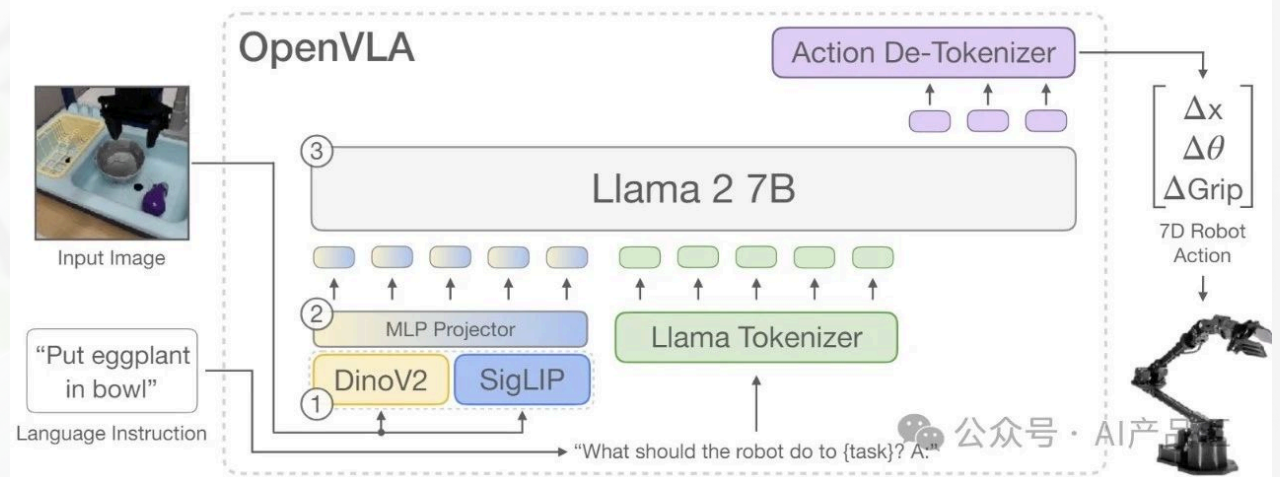 OpenVLA
Action De-Tokenizer
Δx
Δθ
ΔGrip
7D Robot
Action
3
Llama 2 7B
Input Image
2
MLP Projector
Llama Tokenizer
DinoV2
SigLIP
1
“Put eggplant
in bowl”
Language Instruction
“What should the robot do to {task}? A:”
公众号 · AI产品